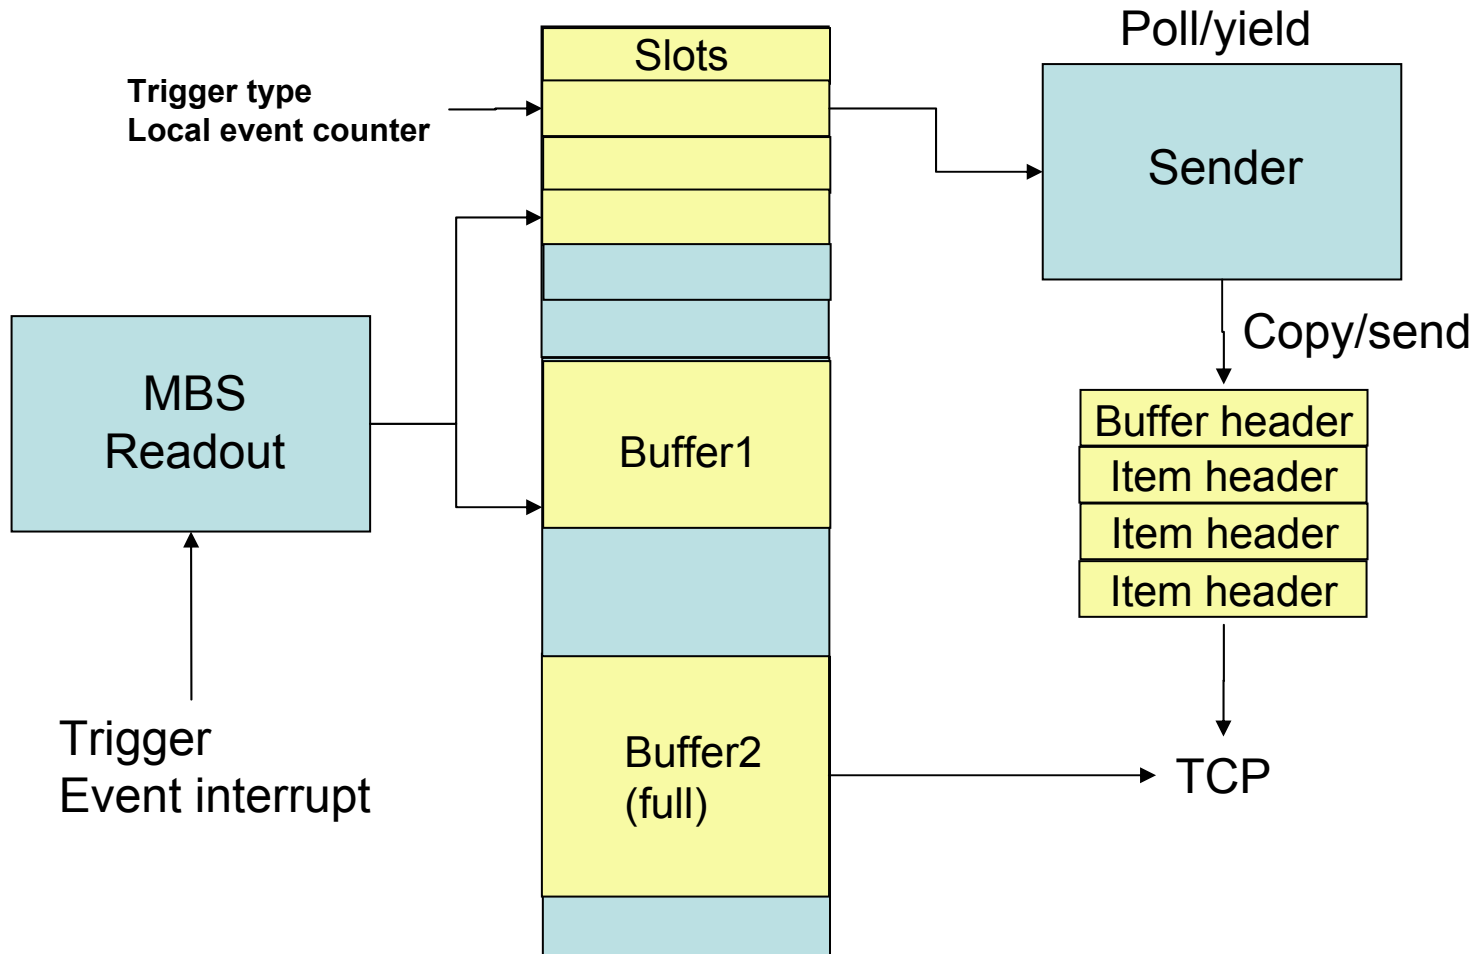 Poll/yield
Slots
Trigger type
Local event counter
Sender
Copy/send
MBS
Readout
Buffer1
Buffer header
Item header
Item header
Item header
Trigger
Event interrupt
Buffer2
(full)
TCP